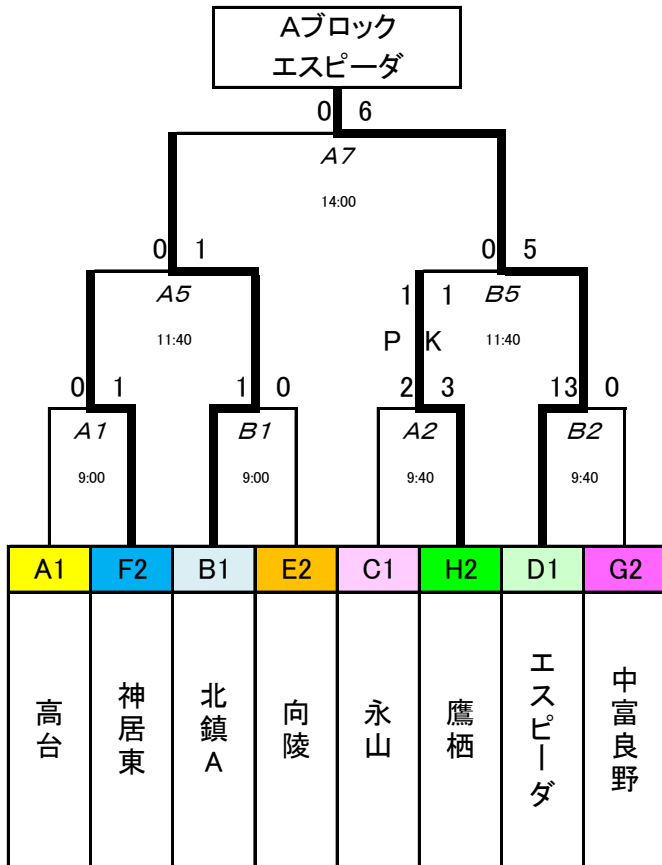 Aブロック
エスピーダ
0 6
A7
14:00
0 1
0 5
A5
B5
1 1
11:40
P K
11:40
0 1
1 0
2 3
13 0
A1
B1
A2
B2
9:00
9:00
9:40
9:40
A1
F2
B1
E2
C1
H2
D1
G2
高台
神居東
北鎮A
向陵
永山
鷹栖
エスピーダ
中富良野